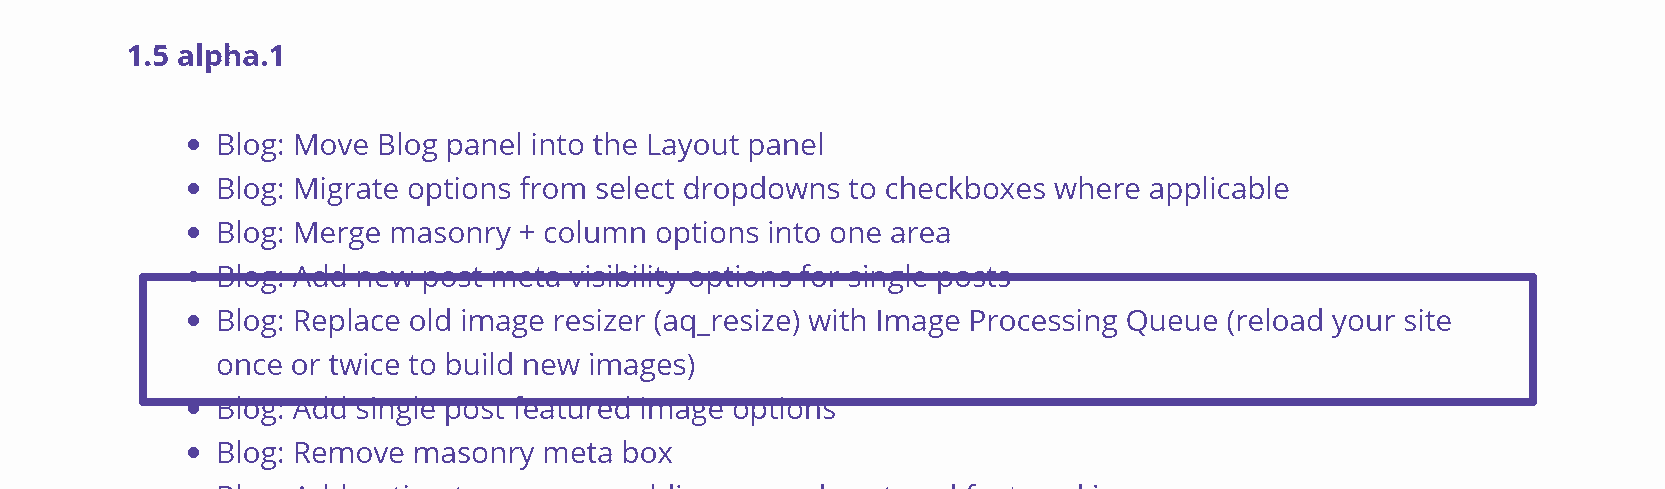 1.5 alpha.1
• Blog: Move Blog panel into the Layout panel
• Blog: Migrate options from select dropdowns to checkboxes where applicable
• Blog: Merge masonry + column options into one area
• Blog: Add new post meta visibility options for single posts
• Blog: Replace old image resizer (aq_resize) with Image Processing Queue (reload your site
once or twice to build new images)
• Blog: Add single post featured image options
• Blog: Remove masonry meta box